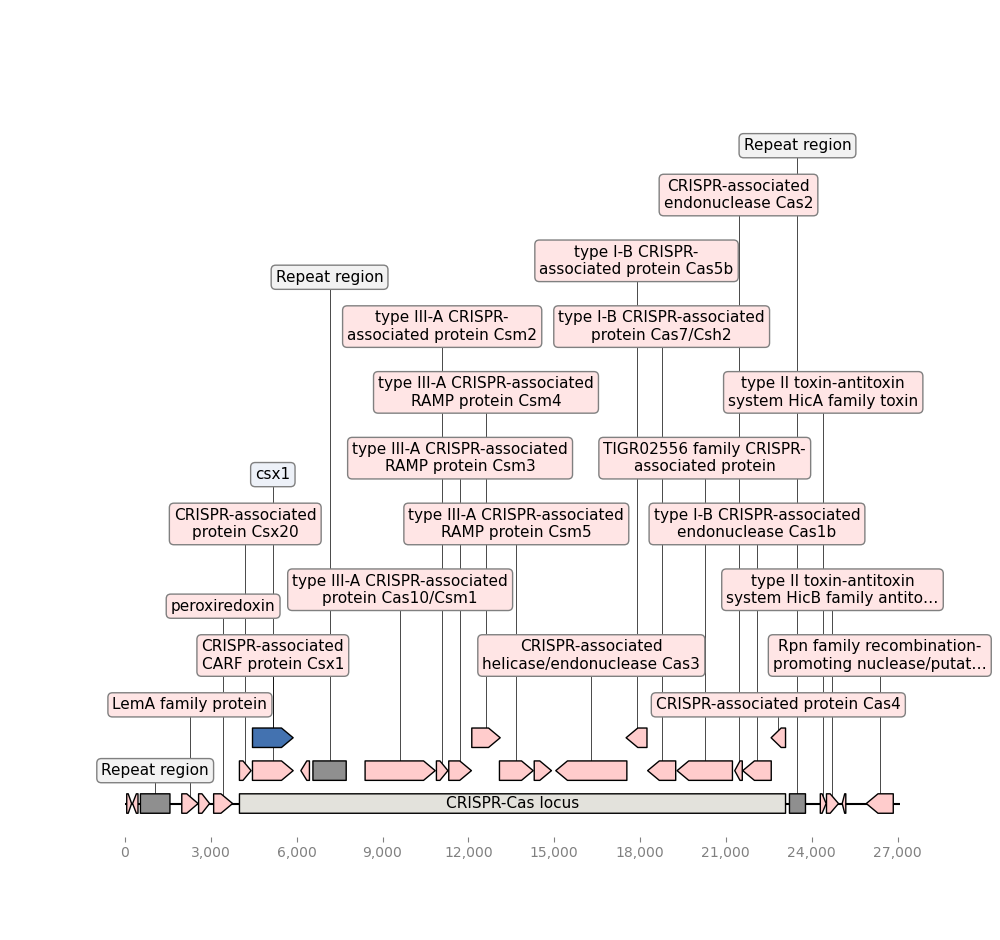 Repeat region
CRISPR-associated
endonuclease Cas2
type I-B CRISPR-
associated protein Cas5b
Repeat region
type III-A CRISPR-
associated protein Csm2
type I-B CRISPR-associated
protein Cas7/Csh2
type III-A CRISPR-associated
RAMP protein Csm4
type II toxin-antitoxin
system HicA family toxin
type III-A CRISPR-associated
RAMP protein Csm3
TIGR02556 family CRISPR-
associated protein
csx1
CRISPR-associated
protein Csx20
type III-A CRISPR-associated
RAMP protein Csm5
type I-B CRISPR-associated
endonuclease Cas1b
type III-A CRISPR-associated
protein Cas10/Csm1
type II toxin-antitoxin
system HicB family antito…
peroxiredoxin
CRISPR-associated
CARF protein Csx1
CRISPR-associated
helicase/endonuclease Cas3
Rpn family recombination-
promoting nuclease/putat…
LemA family protein
CRISPR-associated protein Cas4
Repeat region
CRISPR-Cas locus
0 3,000 6,000 9,000 12,000 15,000 18,000 21,000 24,000 27,000